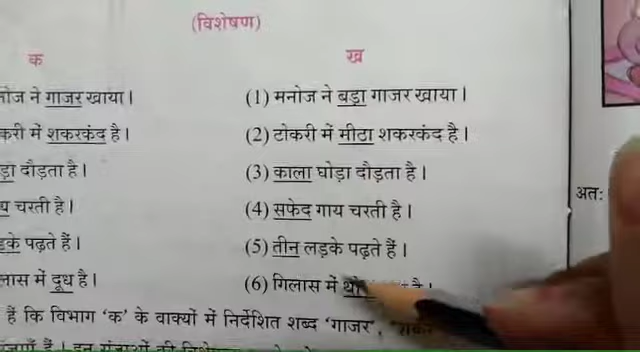 (विशेषण)
क ख
ने गाजर खाया। (1) मनोज ने बड़ा गाजर खाया।
में शकरकंद है। (2) टोकरी में मीठा शकरकंद है।
दौड़ता है। (3) काला घोड़ा दौड़ता है।
चरती है। (4) सफेद गाय चरती है।
पढ़ते हैं। (5) तीन लड़के पढ़ते हैं।
में दूध है। (6) गिलास में
अतः
हैं कि विभाग ‘क’ के वाक्यों में निर्देशित शब्द ‘गाजर’,